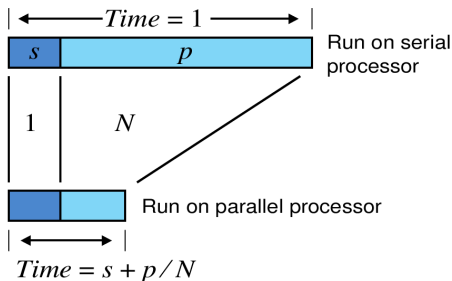 Time = 1
s p
Run on serial
processor
1 N
Run on parallel processor
Time = s + p / N